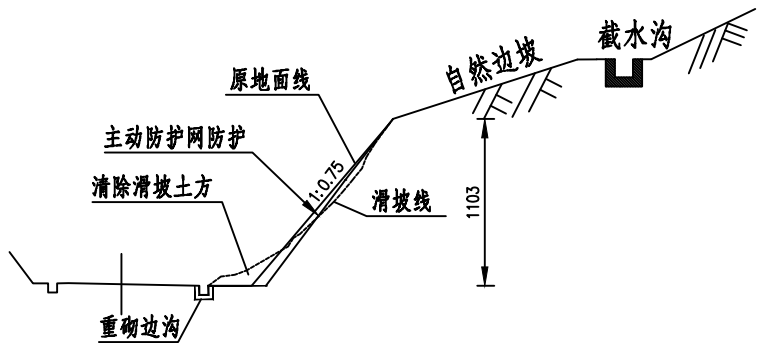 截水沟
自然边坡
原地面线
主动防护网防护
1:0.75
清除滑坡土方
滑坡线
1103
重砌边沟